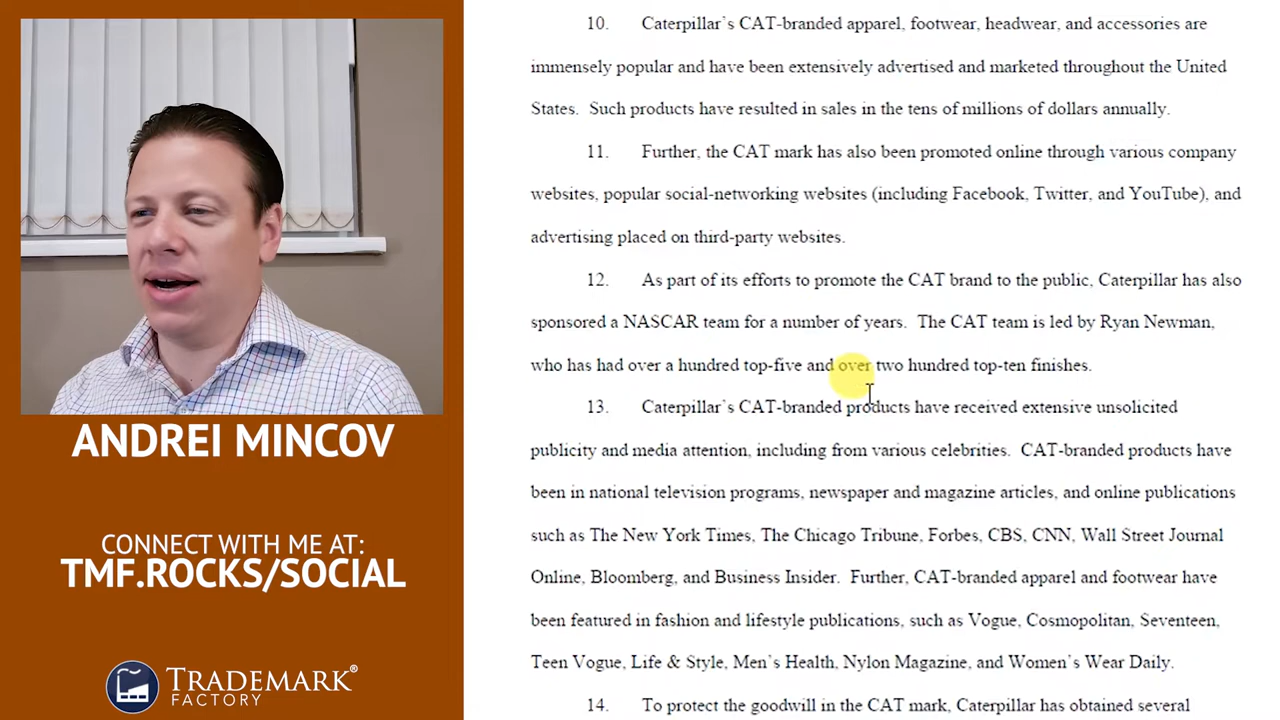 10. Caterpillar's CAT-branded apparel, footwear, headwear, and accessories are
immensely popular and have been extensively advertised and marketed throughout the United
States. Such products have resulted in sales in the tens of millions of dollars annually.
11. Further, the CAT mark has also been promoted online through various company
websites, popular social-networking websites (including Facebook, Twitter, and YouTube), and
advertising placed on third-party websites.
12. As part of its efforts to promote the CAT brand to the public, Caterpillar has also
sponsored a NASCAR team for a number of years. The CAT team is led by Ryan Newman,
who has had over a hundred top-five and over two hundred top-ten finishes.
13. Caterpillar's CAT-branded products have received extensive unsolicited
publicity and media attention, including from various celebrities. CAT-branded products have
been in national television programs, newspaper and magazine articles, and online publications
such as The New York Times, The Chicago Tribune, Forbes, CBS, CNN, Wall Street Journal
Online, Bloomberg, and Business Insider. Further, CAT-branded apparel and footwear have
been featured in fashion and lifestyle publications, such as Vogue, Cosmopolitan, Seventeen,
Teen Vogue, Life & Style, Men's Health, Nylon Magazine, and Women's Wear Daily.
14. To protect the goodwill in the CAT mark, Caterpillar has obtained several
ANDREI MINCOV
CONNECT WITH ME AT:
TMF.ROCKS/SOCIAL
TRADEMARK®
FACTORY